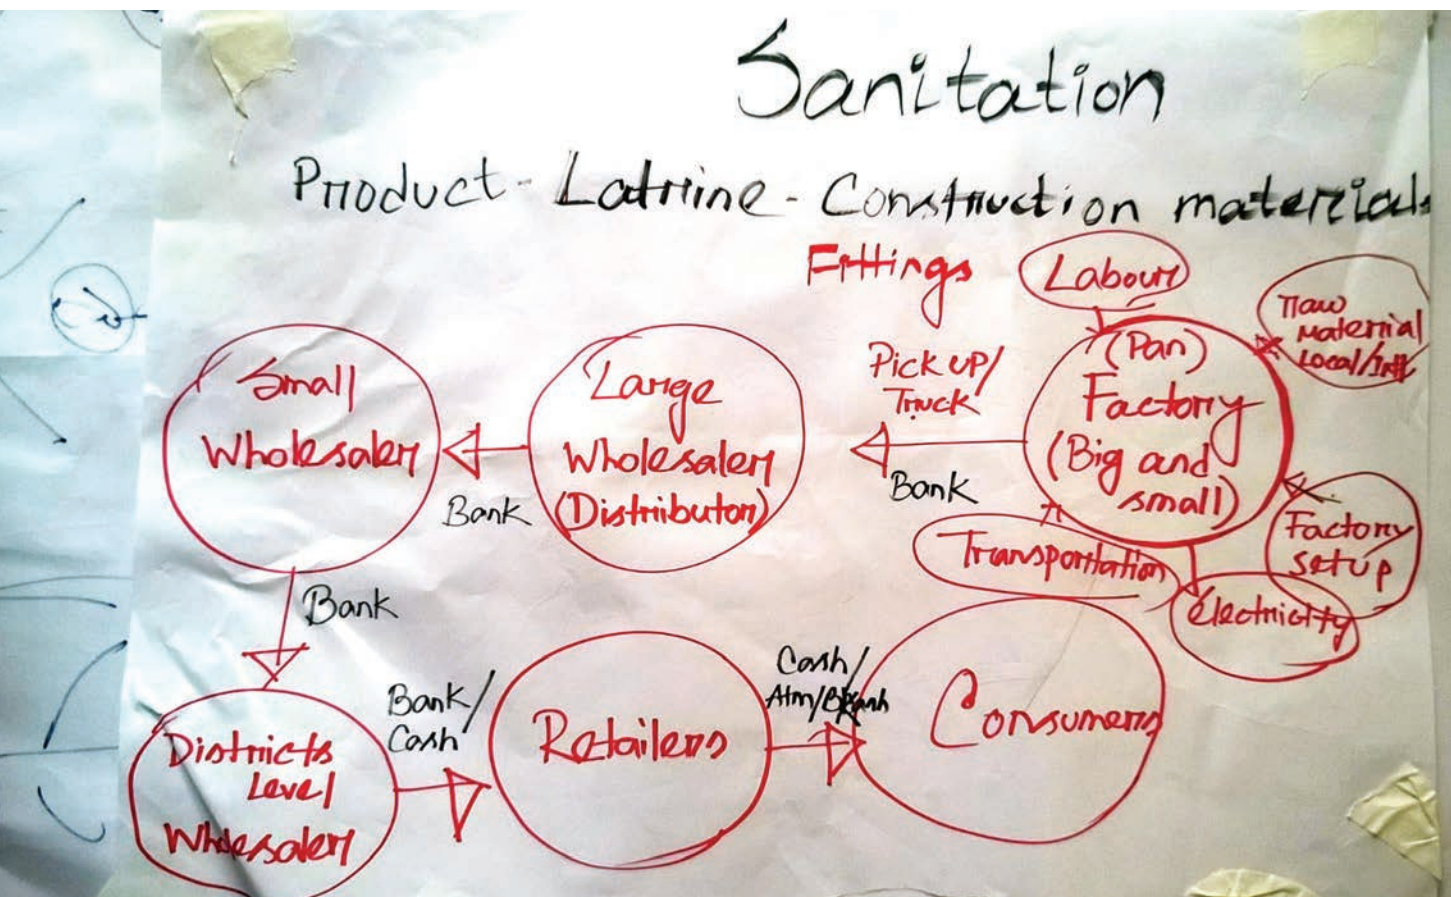 Sanitation
Product - Latrine - Construction materials
Fittings
Labour
Raw
Material
Local/Intl
(Pan)
Factory
(Big and
small)
Pick up/
Truck
Bank
Large
Wholesaler
(Distributor)
Bank
Small
Wholesaler
Factory
setup
Transportation
Electricity
Bank
Districts
Level
Wholesaler
Bank/
Cash
Retailers
Cash/
Atm/
Consumers